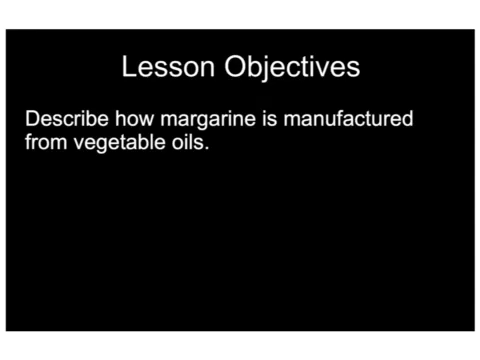 Lesson Objectives
Describe how margarine is manufactured
from vegetable oils.